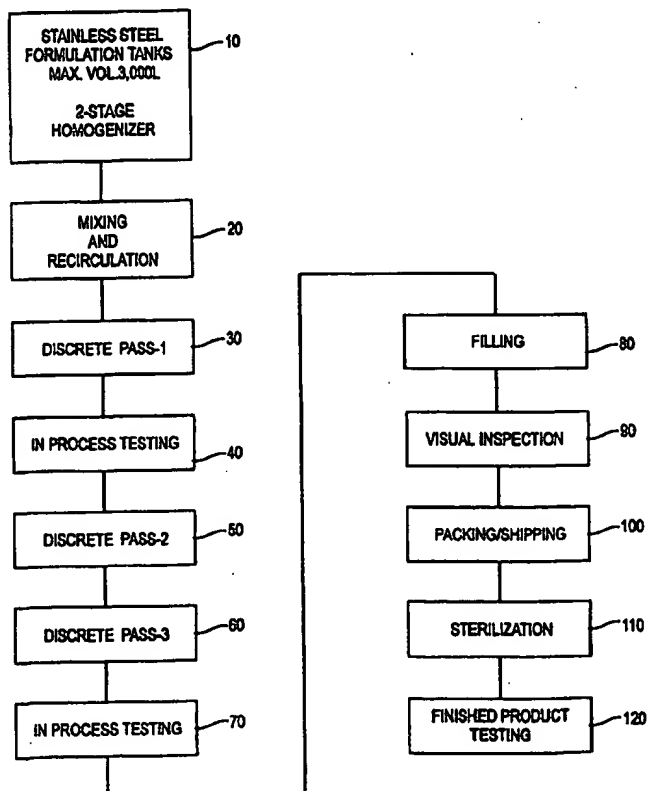 STAINLESS STEEL
FORMULATION TANKS
MAX. VOL.3,000L
2-STAGE
HOMOGENIZER
10
MIXING
AND
RECIRCULATION
20
DISCRETE PASS-1
30
IN PROCESS TESTING
40
DISCRETE PASS-2
50
DISCRETE PASS-3
60
IN PROCESS TESTING
70
FILLING
80
VISUAL INSPECTION
90
PACKING/SHIPPING
100
STERILIZATION
110
FINISHED PRODUCT
TESTING
120